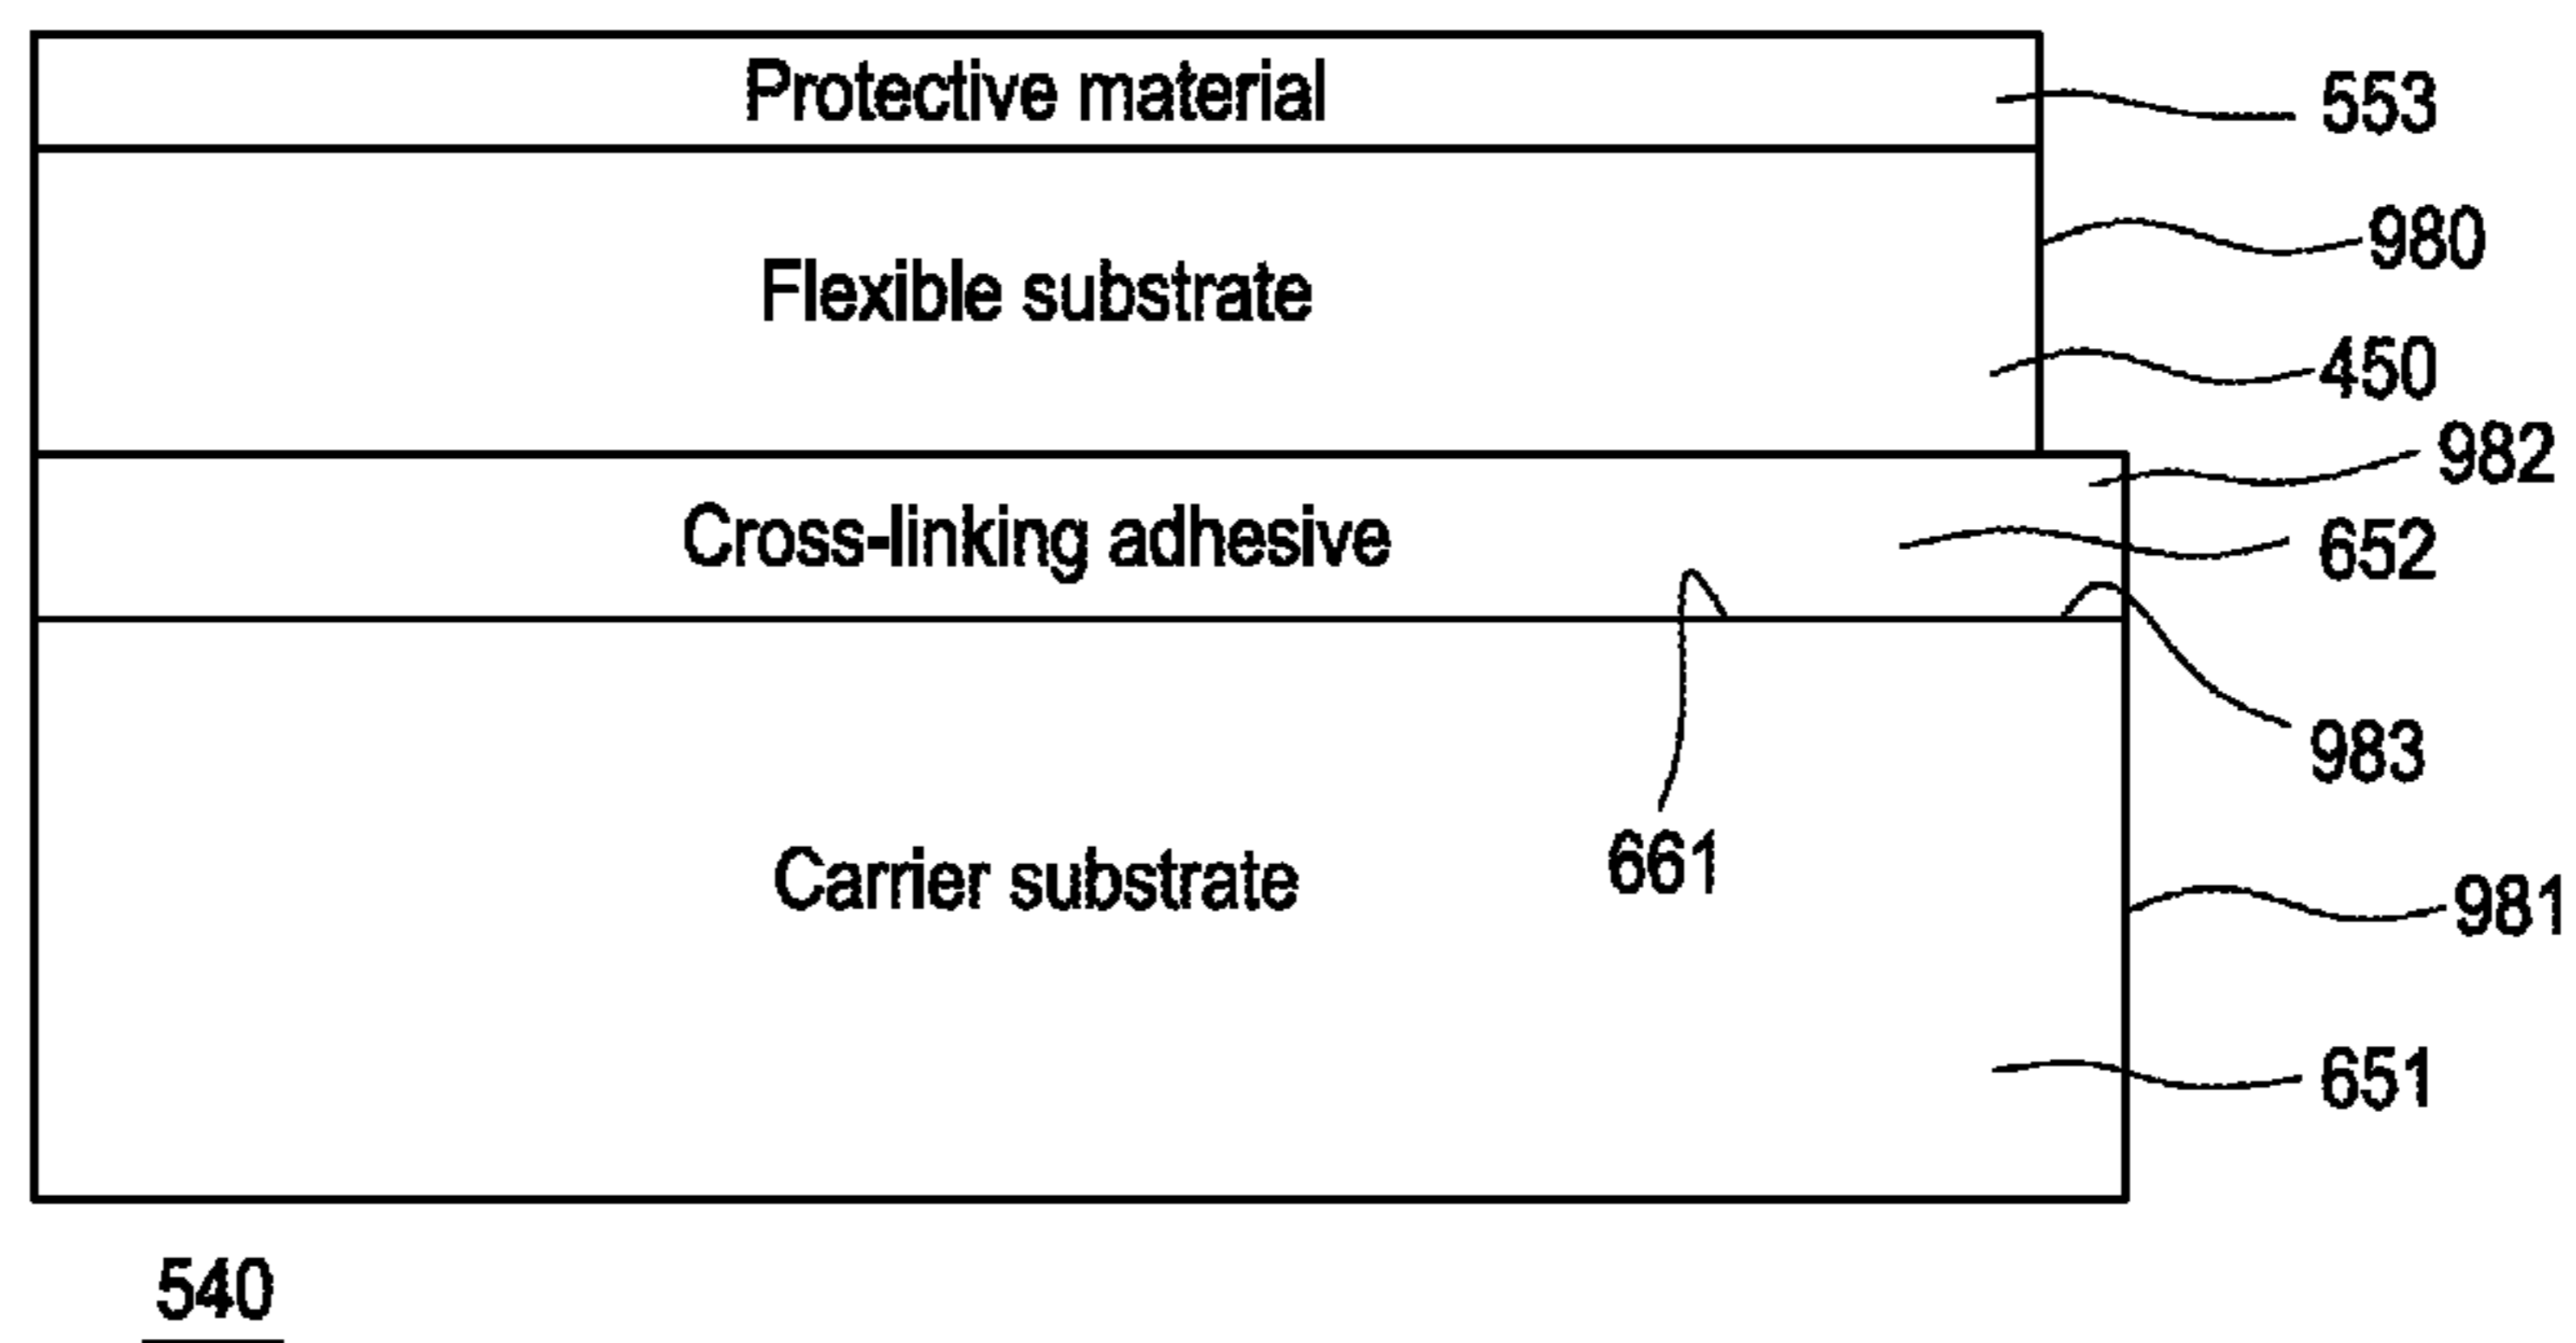 Protective material
553
980
Flexible substrate
450
982
Cross-linking adhesive
652
983
661
Carrier substrate
981
651
540